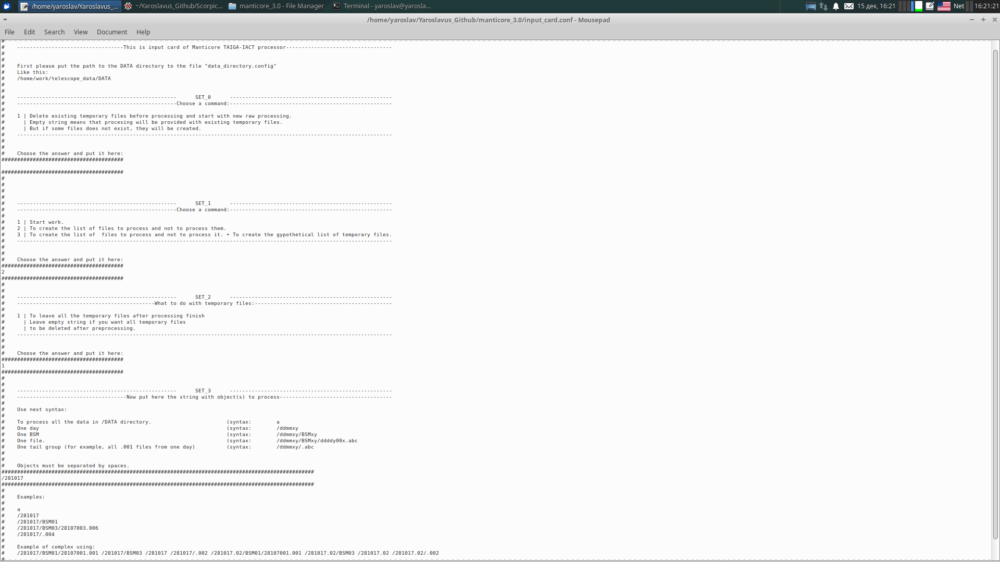 /home/yaroslav/Yaroslavus_... ~/Yaroslavus_Github/Scorpic... manticore_3.0 - File Manager Terminal - yaroslav@yarosla... 15 дек, 16:21 Net 16:21:21
/home/yaroslav/Yaroslavus_Github/manticore_3.0/input_card.conf - Mousepad
File Edit Search View Document Help
#
# ----------------------------------This is input card of Manticore TAIGA-IACT processor----------------------------------
#
#
# First please put the path to the DATA directory to the file "data_directory.config"
# Like this:
# /home/work/telescope_data/DATA
#
#
# --------------------------------------------------- SET_0 ----------------------------------------------------
# ---------------------------------------------------Choose a command:----------------------------------------------------
#
# 1 | Delete existing temporary files before processing and start with new raw processing.
# | Empty string means that procesing will be provided with existing temporary files.
# | But if some files does not exist, they will be created.
# ------------------------------------------------------------------------------------------------------------------------
#
#
# Choose the answer and put it here:
#######################################
#######################################
#
#
#
#
# --------------------------------------------------- SET_1 ----------------------------------------------------
# ---------------------------------------------------Choose a command:----------------------------------------------------
#
# 1 | Start work.
# 2 | To create the list of files to process and not to process them.
# 3 | To create the list of  files to process and not to process it. + To create the gypothetical list of temporary files.
# ------------------------------------------------------------------------------------------------------------------------
#
#
# Choose the answer and put it here:
#######################################
2
#######################################
#
#
# --------------------------------------------------- SET_2 ----------------------------------------------------
# --------------------------------------------What to do with temporary files:--------------------------------------------
#
# 1 | To leave all the temporary files after processing finish
# | Leave empty string if you want all temporary files
# | to be deleted after preprocessing.
# ------------------------------------------------------------------------------------------------------------------------
#
#
# Choose the answer and put it here:
#######################################
1
#######################################
#
#
# --------------------------------------------------- SET_3 ----------------------------------------------------
# -----------------------------------Now put here the string with object(s) to process------------------------------------
#
# Use next syntax:
#
# To process all the data in /DATA directory. (syntax: a
# One day (syntax: /ddmmxy
# One BSM (syntax: /ddmmxy/BSMxy
# One file. (syntax: /ddmmxy/BSMxy/ddddy00x.abc
# One tail group (for example, all .001 files from one day) (syntax: /ddmmxy/.abc
#
#
# Objects must be separated by spaces.
####################################################################################################
/281017
####################################################################################################
#
# Examples:
#
# a
# /281017
# /281017/BSM01
# /281017/BSM03/28107003.006
# /281017/.004
#
# Example of complex using:
# /281017/BSM01/28107001.001 /281017/BSM03 /281017 /281017/.002 /281017.02/BSM01/28107001.001 /281017.02/BSM03 /281017.02 /281017.02/.002
#